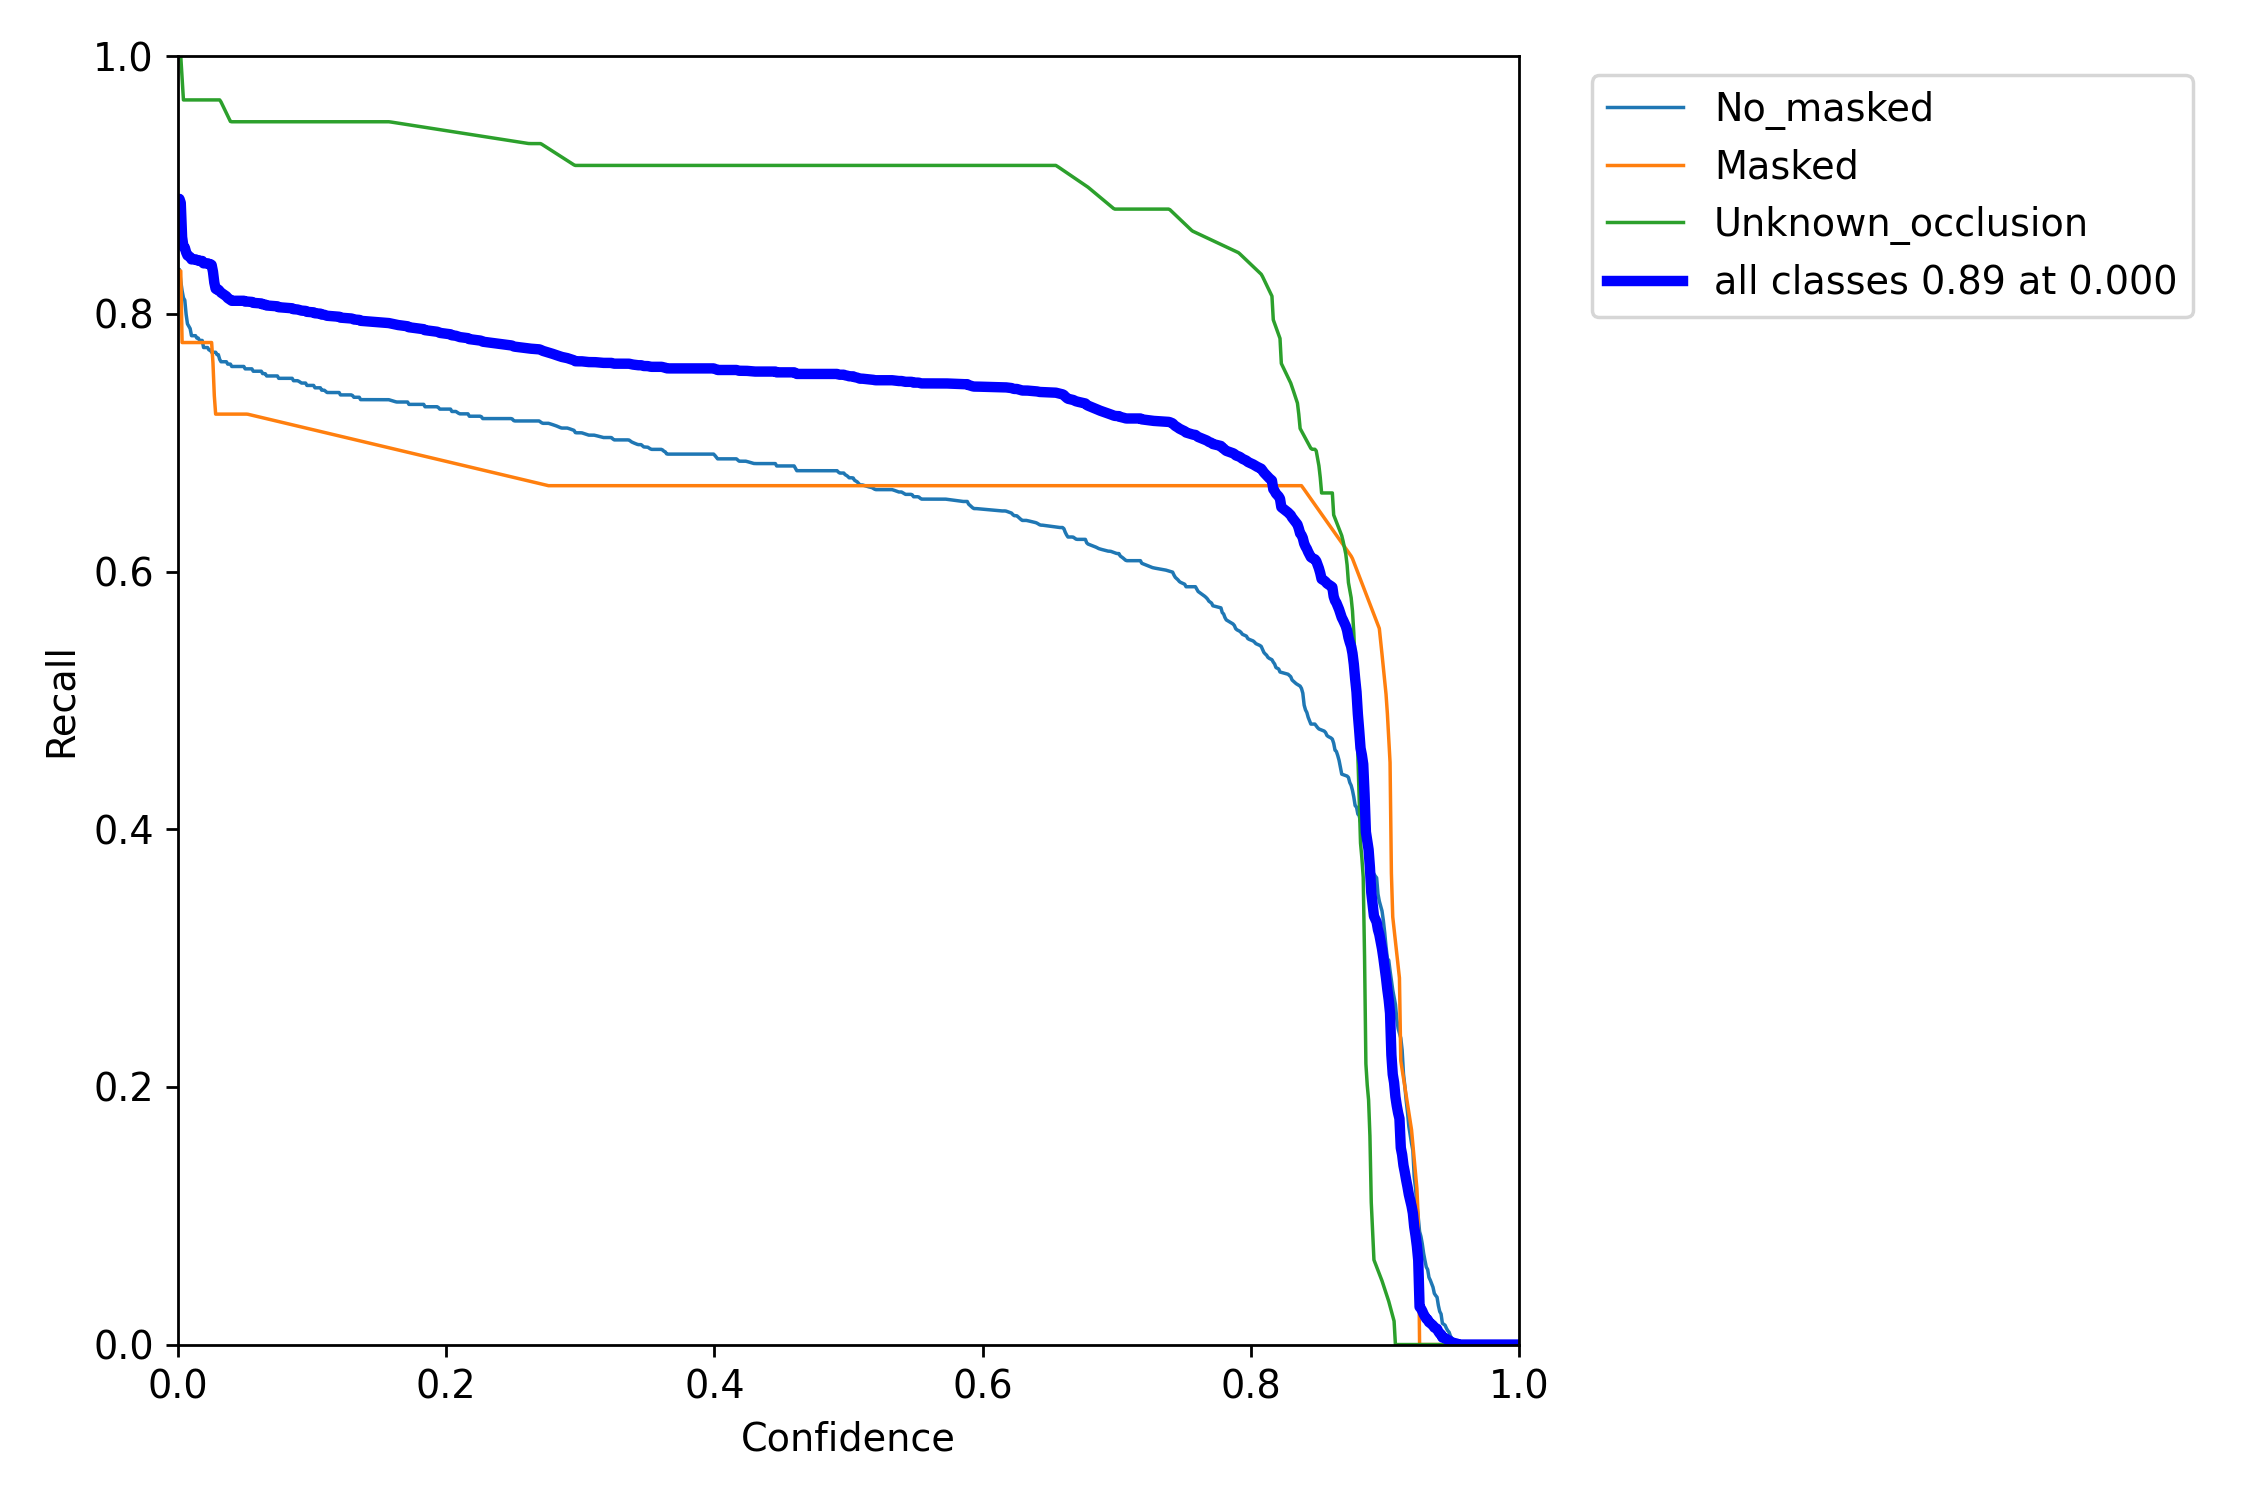 1.0
0.8
0.6
0.4
0.2
0.0
Recall
0.0 0.2 0.4 0.6 0.8 1.0
Confidence
No_masked
Masked
Unknown_occlusion
all classes 0.89 at 0.000